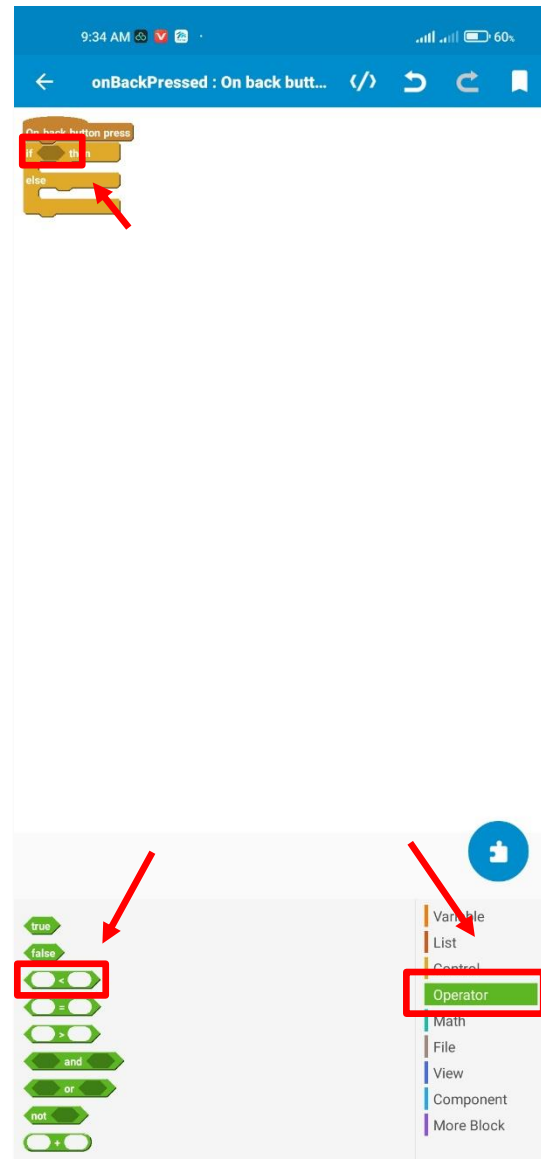 9:34 AM 60%
onBackPressed : On back butt... </>
On back button press
if then
else
true
false
<
=
>
and
or
not
+
Variable
List
Control
Operator
Math
File
View
Component
More Block